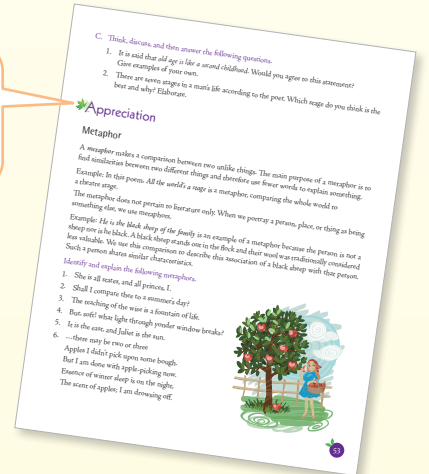 C. Think, discuss, and then answer the following questions.
1. It is said that old age is like a second childhood. Would you agree to this statement?
Give examples of your own.
2. There are seven stages in a man's life according to the poet. Which stage do you think is the
best and why? Elaborate.
Appreciation
Metaphor
A metaphor makes a comparison between two unlike things. The main purpose of a metaphor is to
find similarities between two different things and therefore use fewer words to explain something.
Example: In this poem, All the world's a stage is a metaphor, comparing the whole world to
a theatre stage.
The metaphor does not pertain to literature only. When we portray a person, place, or thing as being
something else, we use metaphors.
Example: He is the black sheep of the family is an example of a metaphor because the person is not a
sheep nor is he black. A black sheep stands out in the flock and their wool was traditionally considered
less valuable. We use this comparison to describe this association of a black sheep with that person.
Such a person shares similar characteristics.
Identify and explain the following metaphors.
1. She is all states, and all princes, I.
2. Shall I compare thee to a summer's day?
3. The teaching of the wise is a fountain of life.
4. But, soft! what light through yonder window breaks?
5. It is the east, and Juliet is the sun.
6. …there may be two or three
Apples I didn't pick upon some bough.
But I am done with apple-picking now.
Essence of winter sleep is on the night,
The scent of apples; I am drowsing off.
53